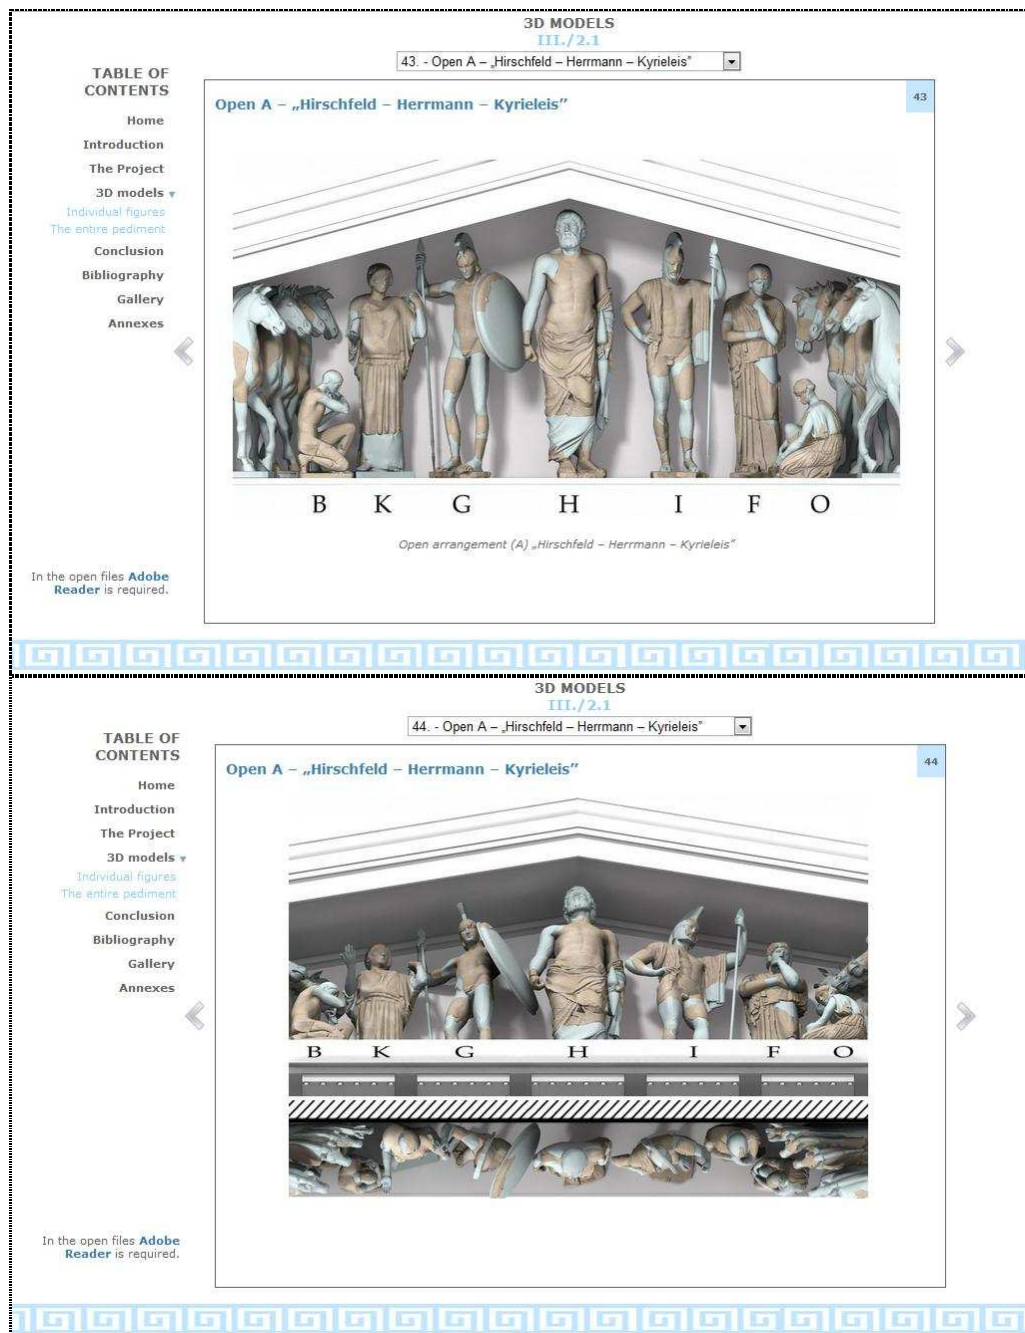 3D MODELS
III./2.1
43. - Open A – „Hirschfeld – Herrmann – Kyrieleis”
TABLE OF
CONTENTS
Home
Introduction
The Project
3D models
Individual figures
The entire pediment
Conclusion
Bibliography
Gallery
Annexes
In the open files Adobe
Reader is required.
Open A – „Hirschfeld – Herrmann – Kyrieleis”
43
B K G H I F O
Open arrangement (A) „Hirschfeld – Herrmann – Kyrieleis”
3D MODELS
III./2.1
44. - Open A – „Hirschfeld – Herrmann – Kyrieleis”
TABLE OF
CONTENTS
Home
Introduction
The Project
3D models
Individual figures
The entire pediment
Conclusion
Bibliography
Gallery
Annexes
In the open files Adobe
Reader is required.
Open A – „Hirschfeld – Herrmann – Kyrieleis”
44
B K G H I F O